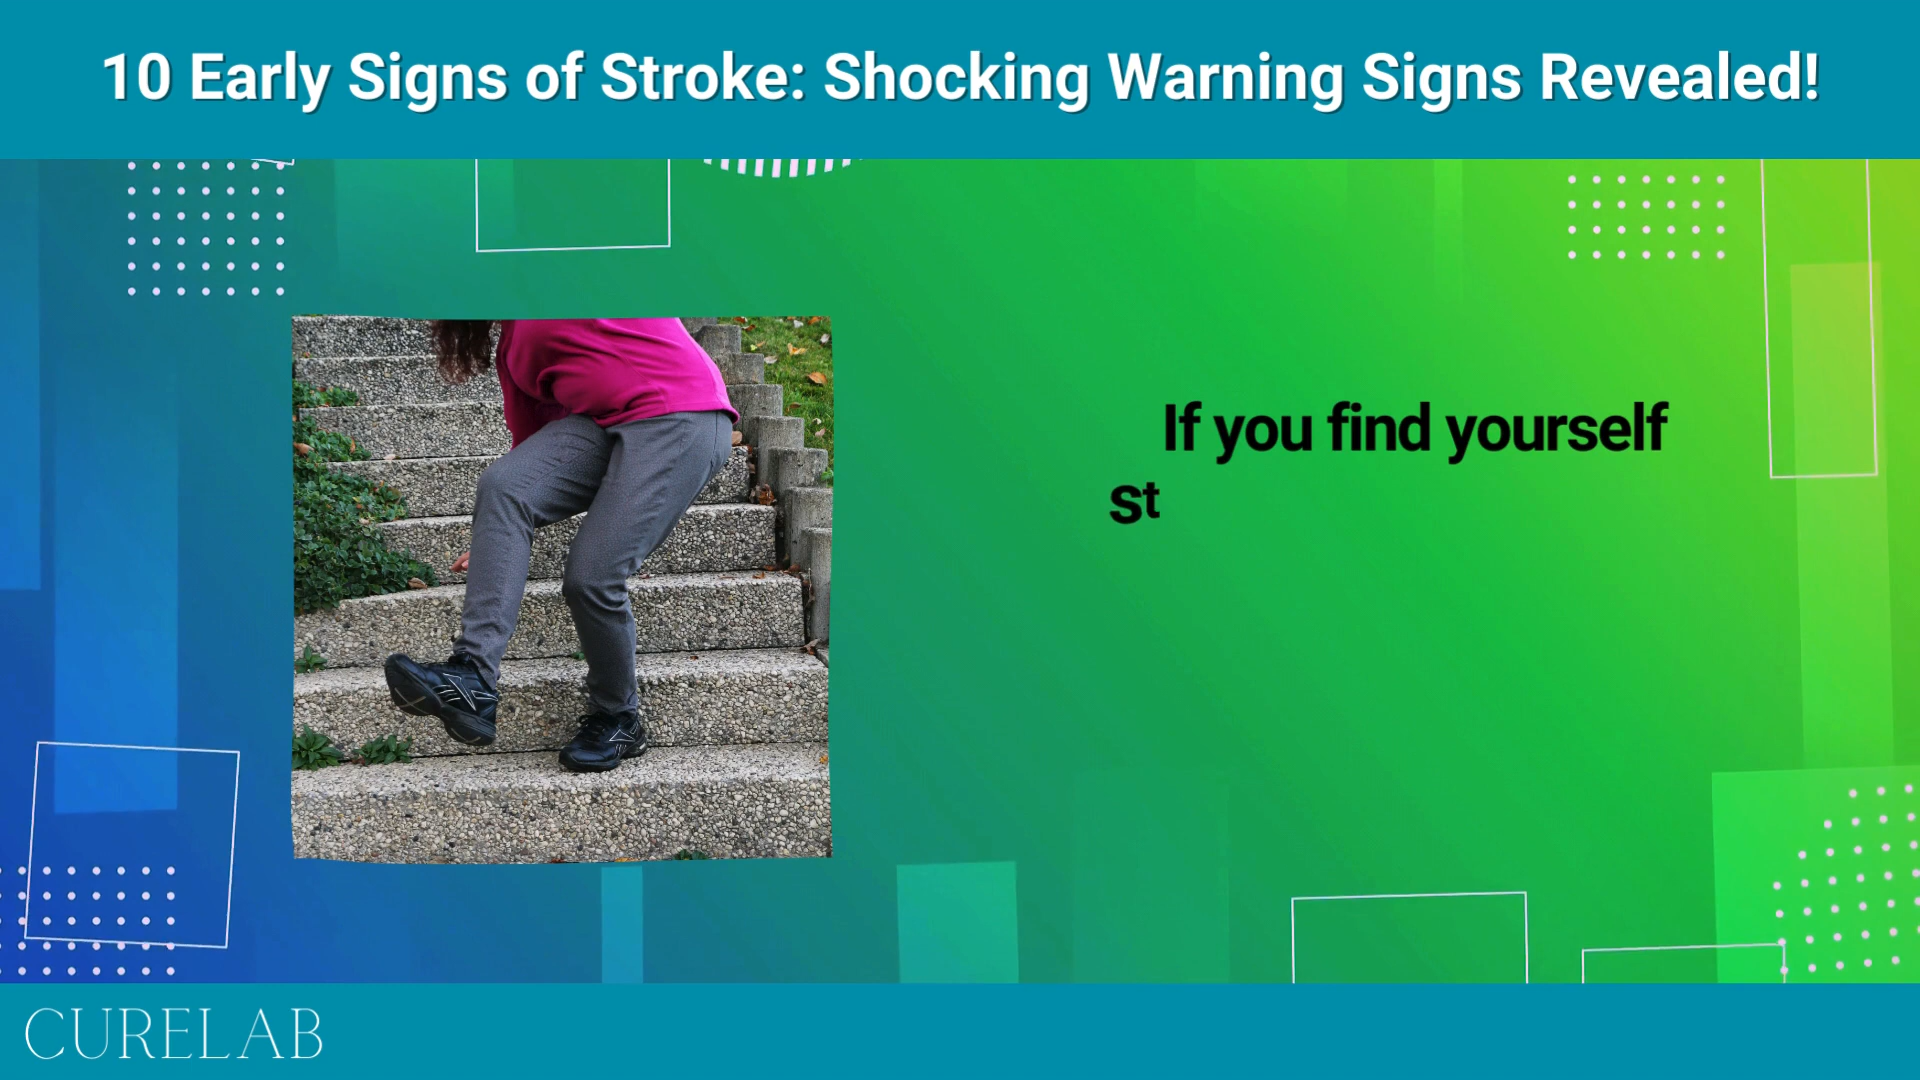 10 Early Signs of Stroke: Shocking Warning Signs Revealed!
If you find yourself
st
CURELAB